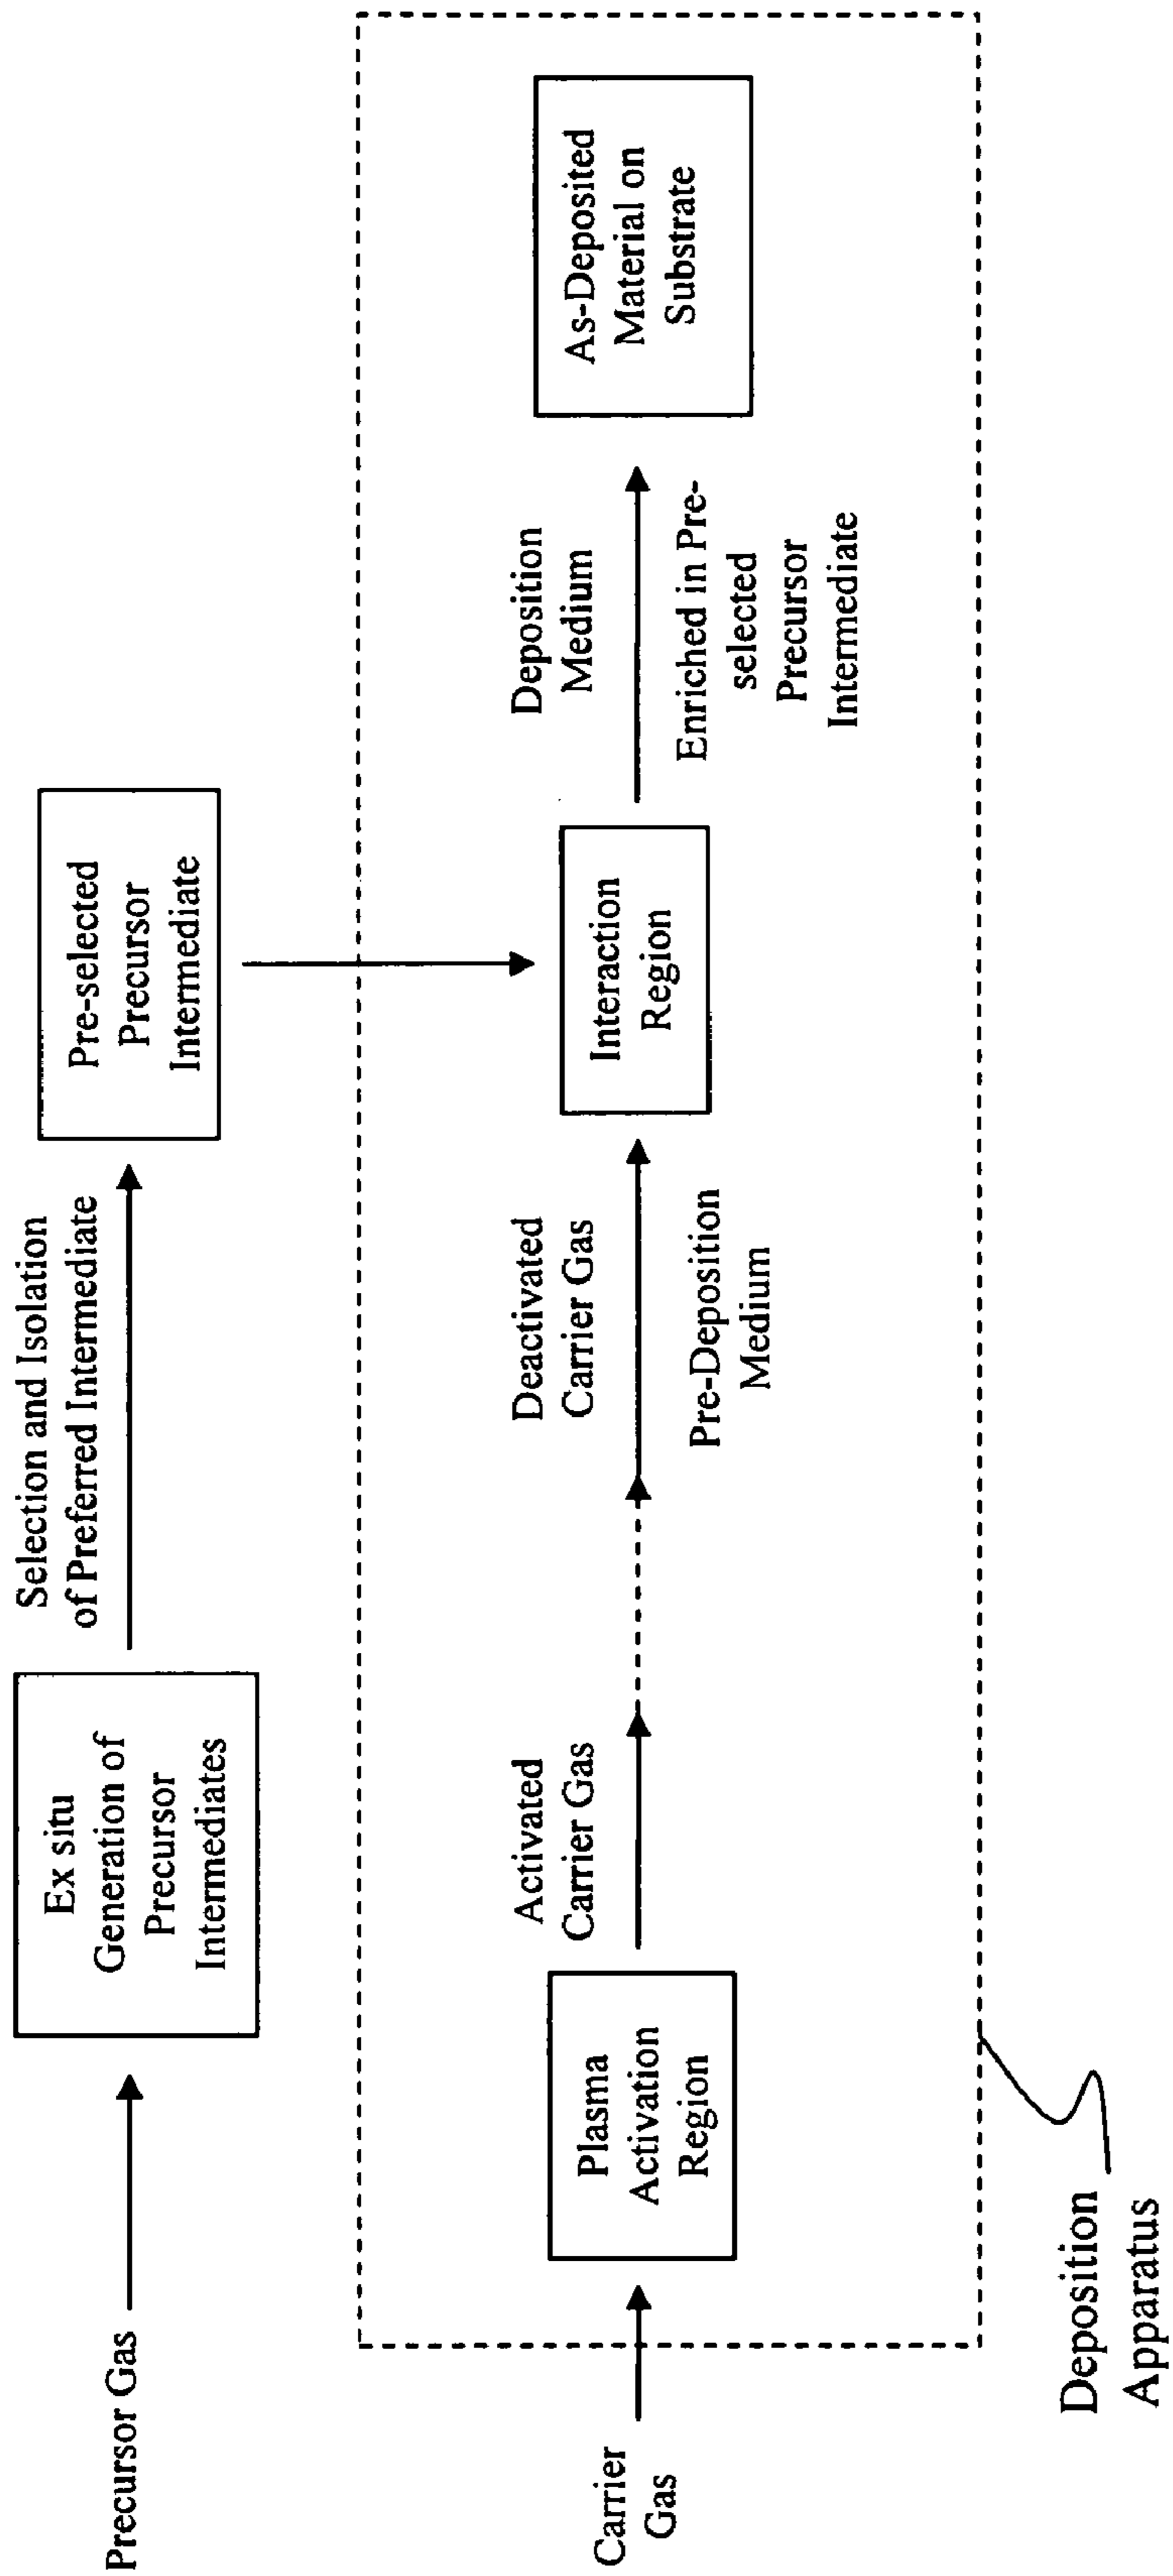 Precursor Gas
Ex situ
Generation of
Precursor
Intermediates
Selection and Isolation
of Preferred Intermediate
Pre-selected
Precursor
Intermediate
Carrier
Gas
Plasma
Activation
Region
Activated
Carrier Gas
Deactivated
Carrier Gas
Pre-Deposition
Medium
Interaction
Region
Deposition
Medium
Enriched in Pre-
selected
Precursor
Intermediate
As-Deposited
Material on
Substrate
Deposition
Apparatus